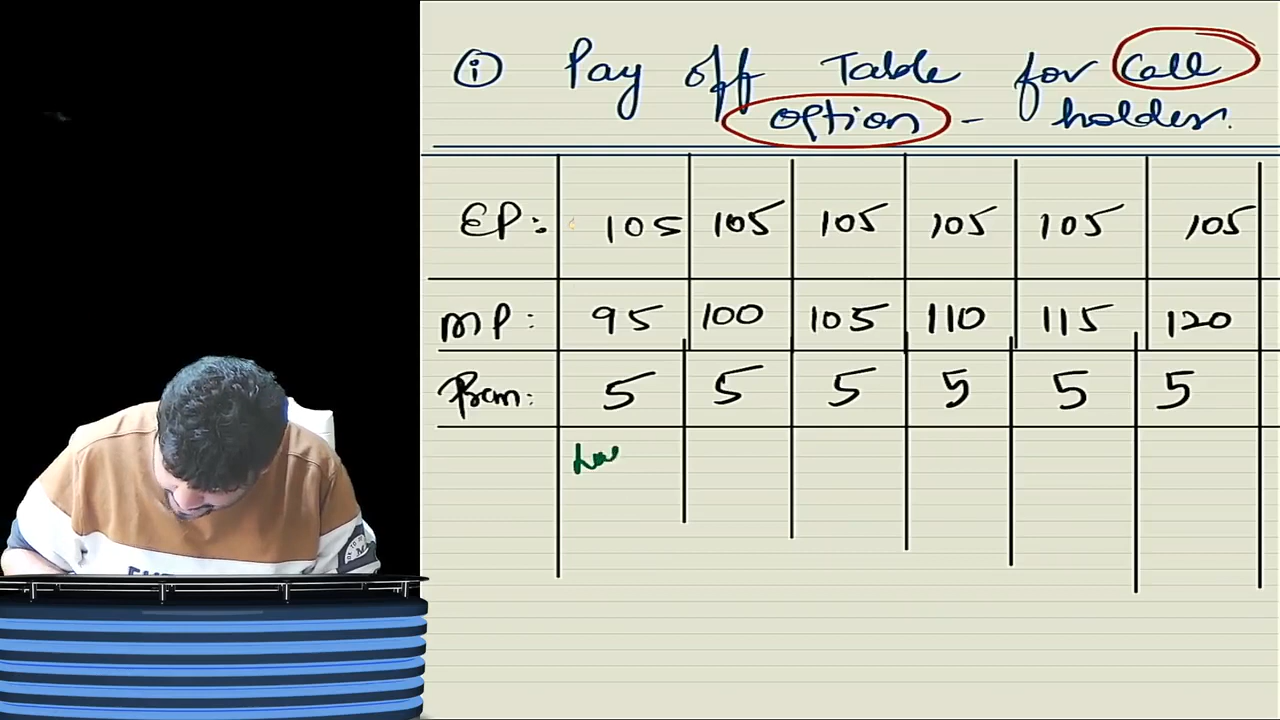 (i) Pay off Table for Call
option - holder.
EP: 105 105 105 105 105 105
MP: 95 100 105 110 115 120
Prem: 5 5 5 5 5 5